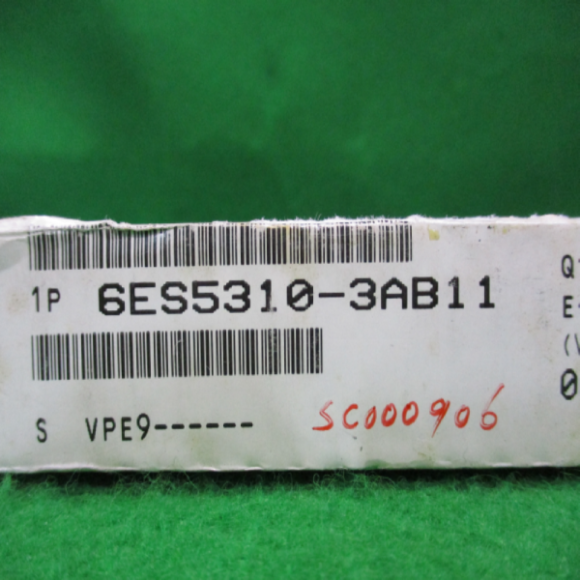 1P 6ES5310-3AB11
S VPE9------ SC000906